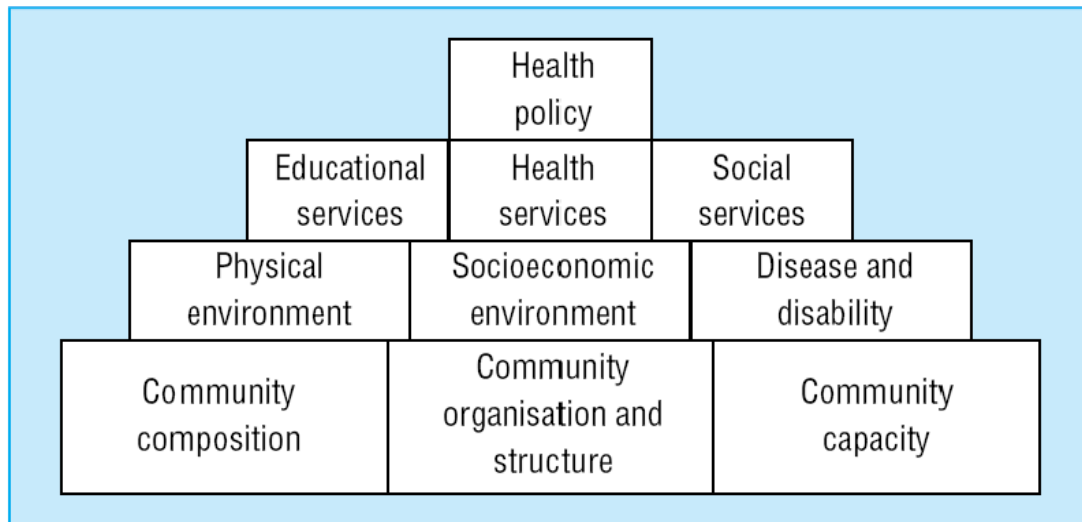 Health
policy
Educational
services
Health
services
Social
services
Physical
environment
Socioeconomic
environment
Disease and
disability
Community
composition
Community
organisation and
structure
Community
capacity